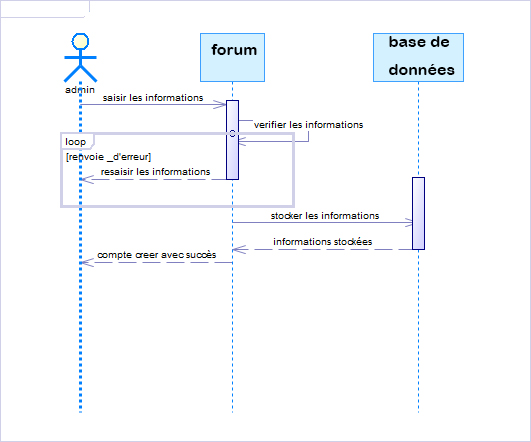 forum
base de
données
admin
saisir les informations
verifier les informations
loop
[renvoie _d'erreur]
resaisir les informations
stocker les informations
informations stockées
compte creer avec succès